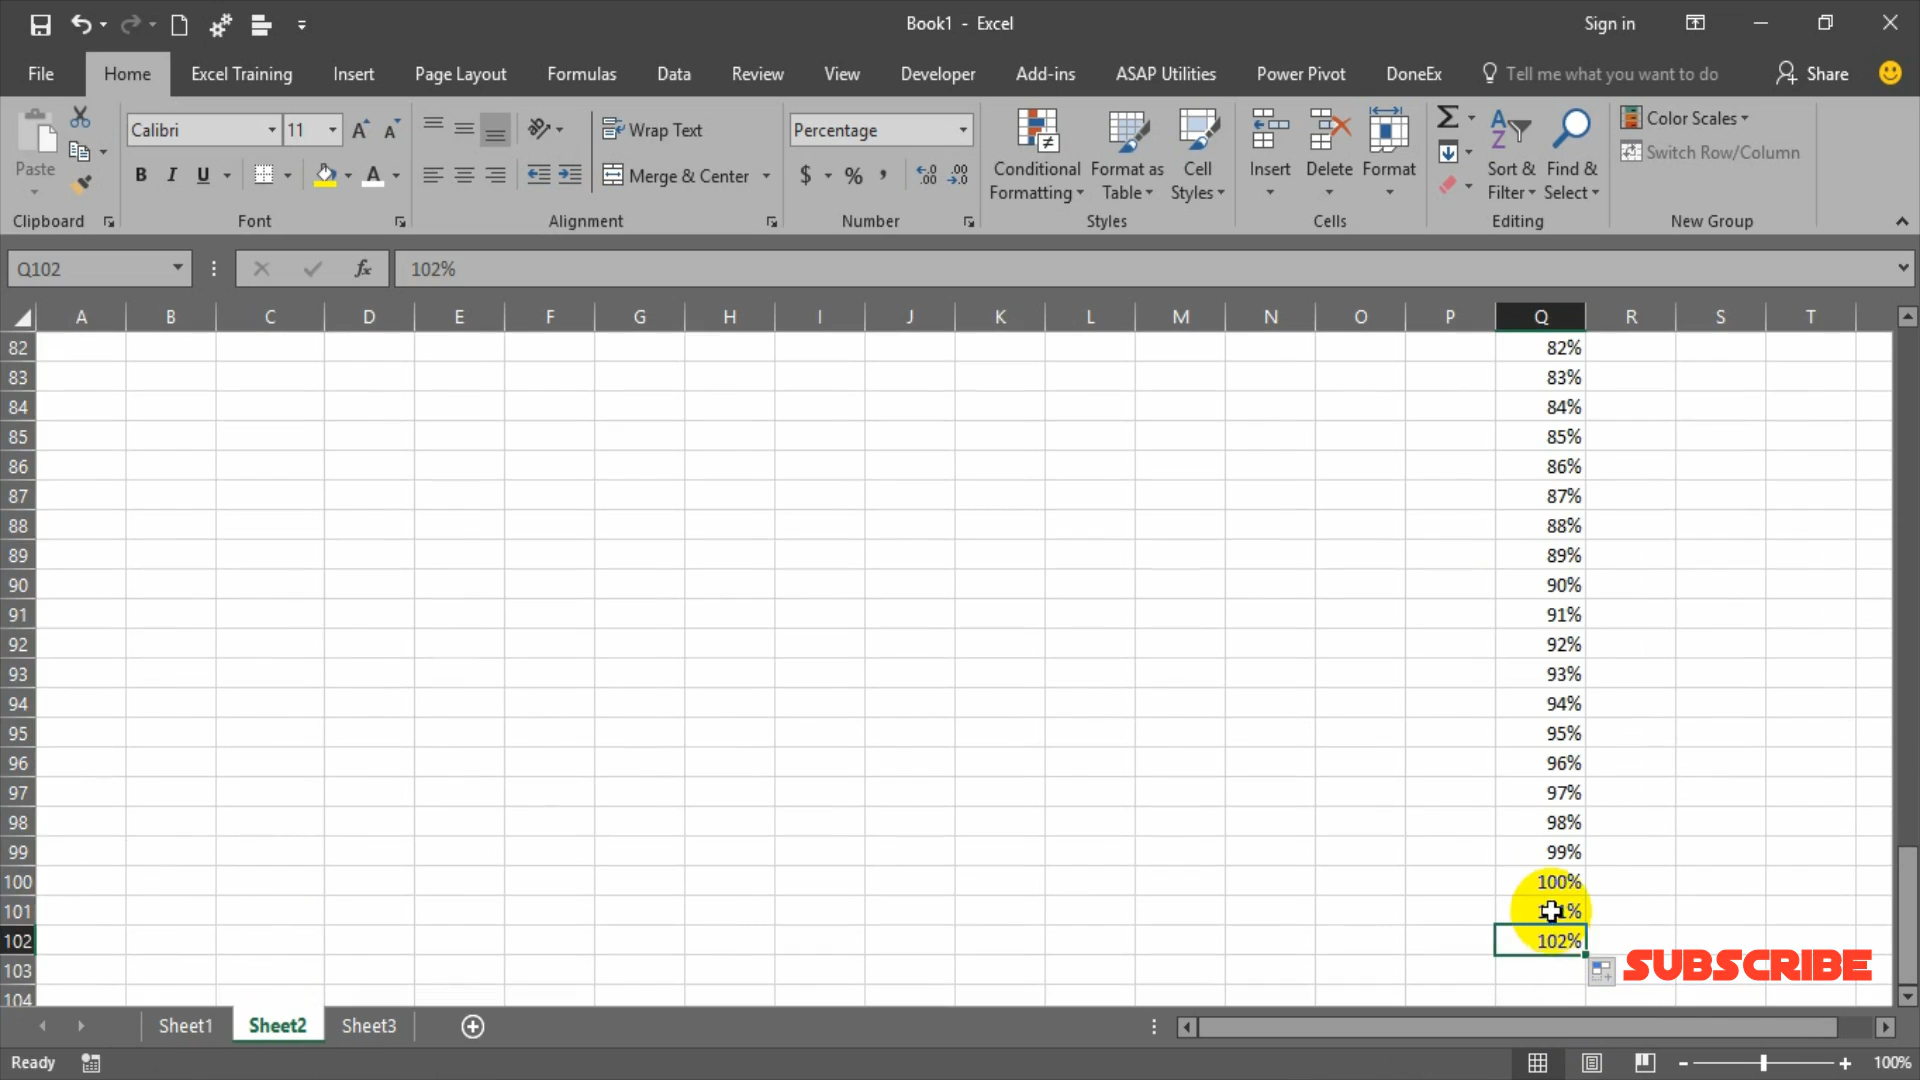 Book1 - Excel
Sign in
File Home Excel Training Insert Page Layout Formulas Data Review View Developer Add-ins ASAP Utilities Power Pivot DoneEx Tell me what you want to do Share
Paste
Calibri 11
B I U
Wrap Text
Merge & Center
Percentage
$ %
Conditional Formatting
Format as Table
Cell Styles
Insert
Delete
Format
Sort & Filter
Find & Select
Color Scales
Switch Row/Column
Clipboard Font Alignment Number Styles Cells Editing New Group
Q102 fx 102%
A B C D E F G H I J K L M N O P Q R S T
82 82%
83 83%
84 84%
85 85%
86 86%
87 87%
88 88%
89 89%
90 90%
91 91%
92 92%
93 93%
94 94%
95 95%
96 96%
97 97%
98 98%
99 99%
100 100%
101
102 102%
103
104
SUBSCRIBE
Sheet1 Sheet2 Sheet3
Ready 100%